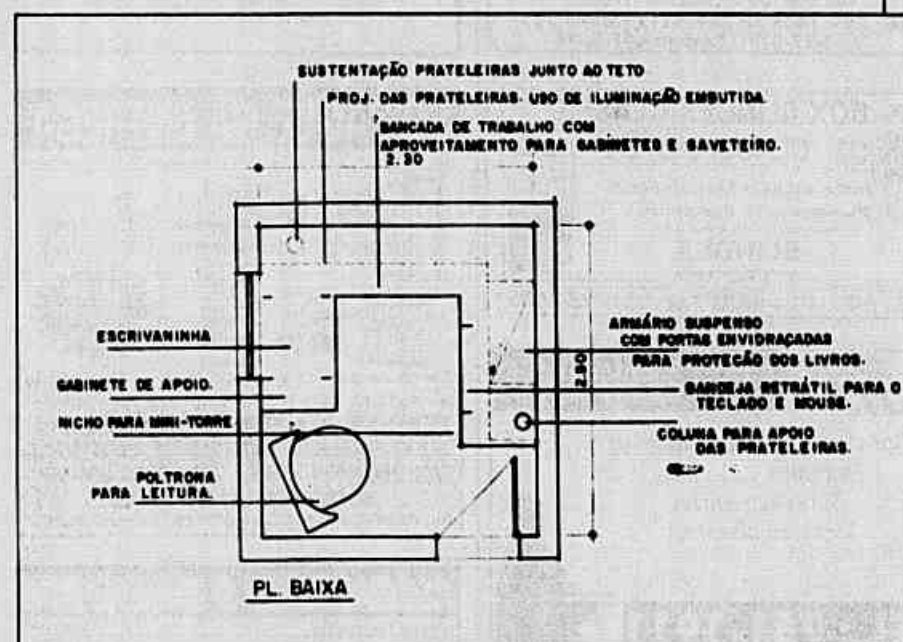 SUSTENTAÇÃO PRATELEIRAS JUNTO AO TETO
PROJ. DAS PRATELEIRAS. USO DE ILUMINAÇÃO EMBUTIDA
BANCADA DE TRABALHO COM
APROVEITAMENTO PARA GABINETES E GAVETEIRO.
2.30
ESCRIVANINHA
GABINETE DE APOIO.
NICHO PARA MINI-TORRE
POLTRONA
PARA LEITURA.
ARMÁRIO SUSPENSO
COM PORTAS ENVIDRAÇADAS
PARA PROTEÇÃO DOS LIVROS.
2.80
BANDEJA RETRÁTIL PARA O
TECLADO E MOUSE.
COLUNA PARA APOIO
DAS PRATELEIRAS.
PL. BAIXA